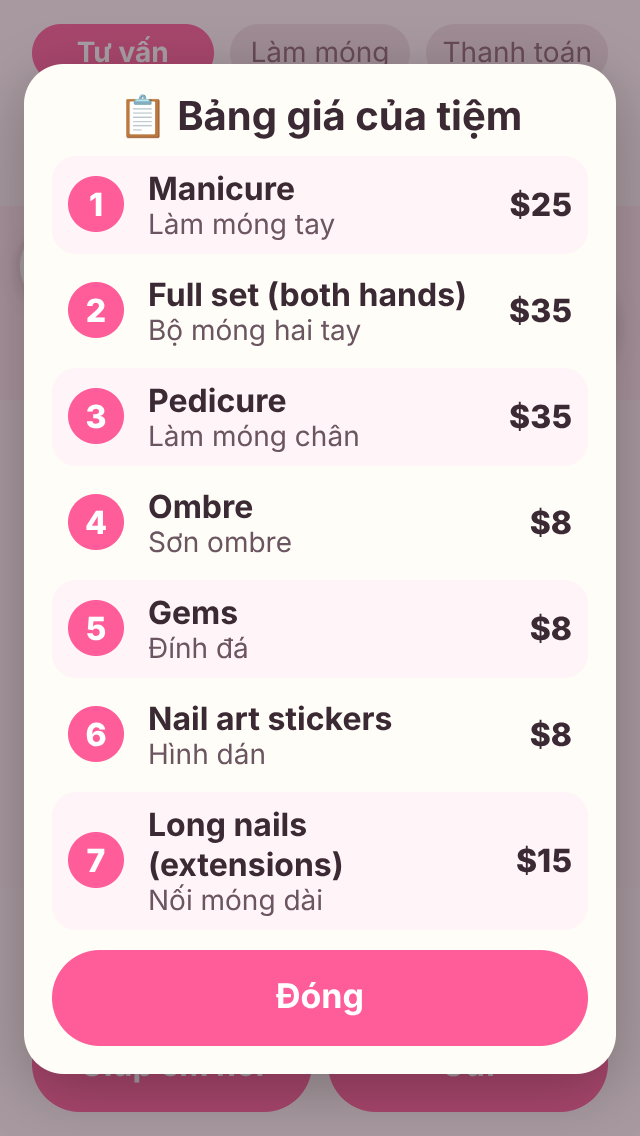 Tư vấn
Làm móng
Thanh toán
📋 Bảng giá của tiệm
1
Manicure
Làm móng tay
$25
2
Full set (both hands)
Bộ móng hai tay
$35
3
Pedicure
Làm móng chân
$35
4
Ombre
Sơn ombre
$8
5
Gems
Đính đá
$8
6
Nail art stickers
Hình dán
$8
7
Long nails
(extensions)
Nối móng dài
$15
Đóng